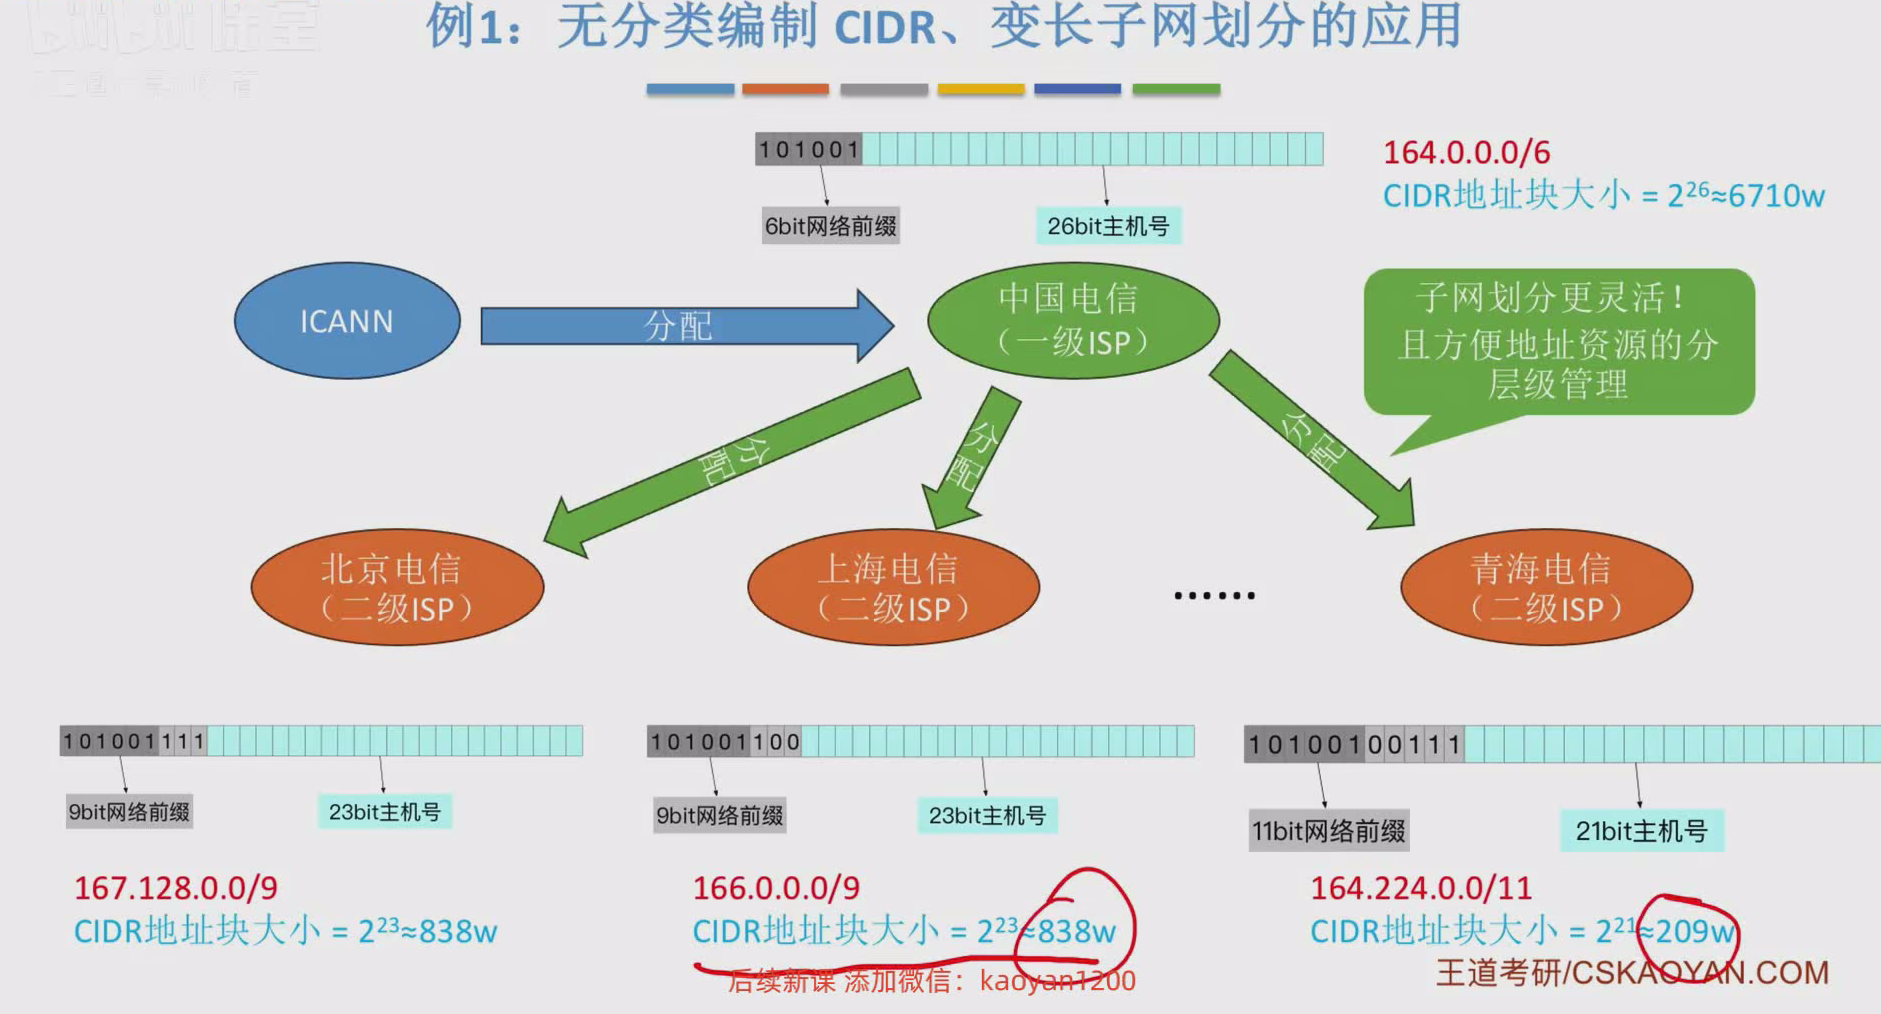 例1：无分类编制 CIDR、变长子网划分的应用
101001
164.0.0.0/6
CIDR地址块大小 = 2²⁶≈6710w
6bit网络前缀
26bit主机号
ICANN
分配
中国电信
（一级ISP）
子网划分更灵活！
且方便地址资源的分
层级管理
分配
分配
分配
北京电信
（二级ISP）
上海电信
（二级ISP）
······
青海电信
（二级ISP）
101001111
101001100
10100100111
9bit网络前缀
23bit主机号
9bit网络前缀
23bit主机号
11bit网络前缀
21bit主机号
167.128.0.0/9
CIDR地址块大小 = 2²³≈838w
166.0.0.0/9
CIDR地址块大小 = 2²³≈838w
164.224.0.0/11
CIDR地址块大小 = 2²¹≈209w
后续新课 添加微信：kaoyan1200
王道考研/CSKAOYAN.COM